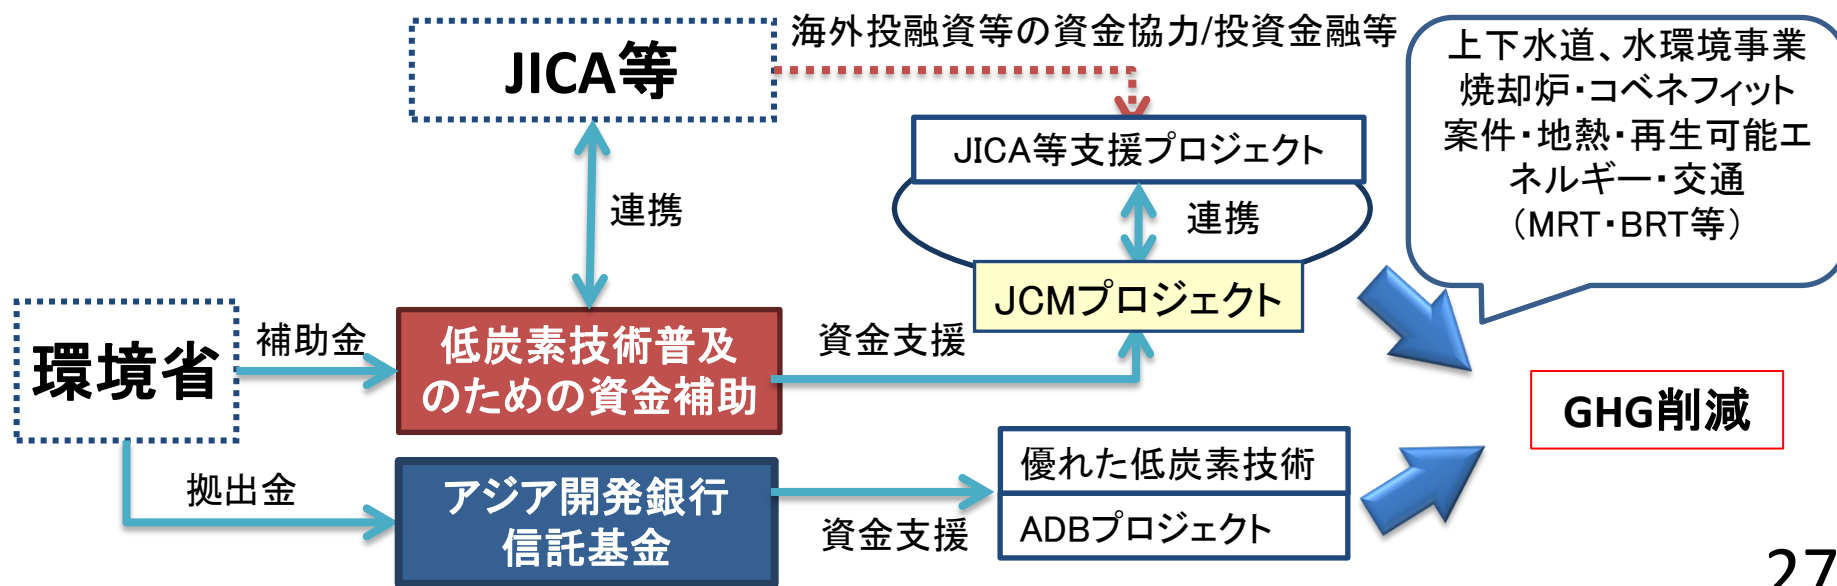 JICA等
海外投融資等の資金協力/投資金融等
上下水道、水環境事業
焼却炉・コベネフィット
案件・地熱・再生可能エ
ネルギー・交通
（MRT・BRT等）
JICA等支援プロジェクト
連携
連携
JCMプロジェクト
環境省
補助金
低炭素技術普及
のための資金補助
資金支援
GHG削減
拠出金
アジア開発銀行
信託基金
資金支援
優れた低炭素技術
ADBプロジェクト
27